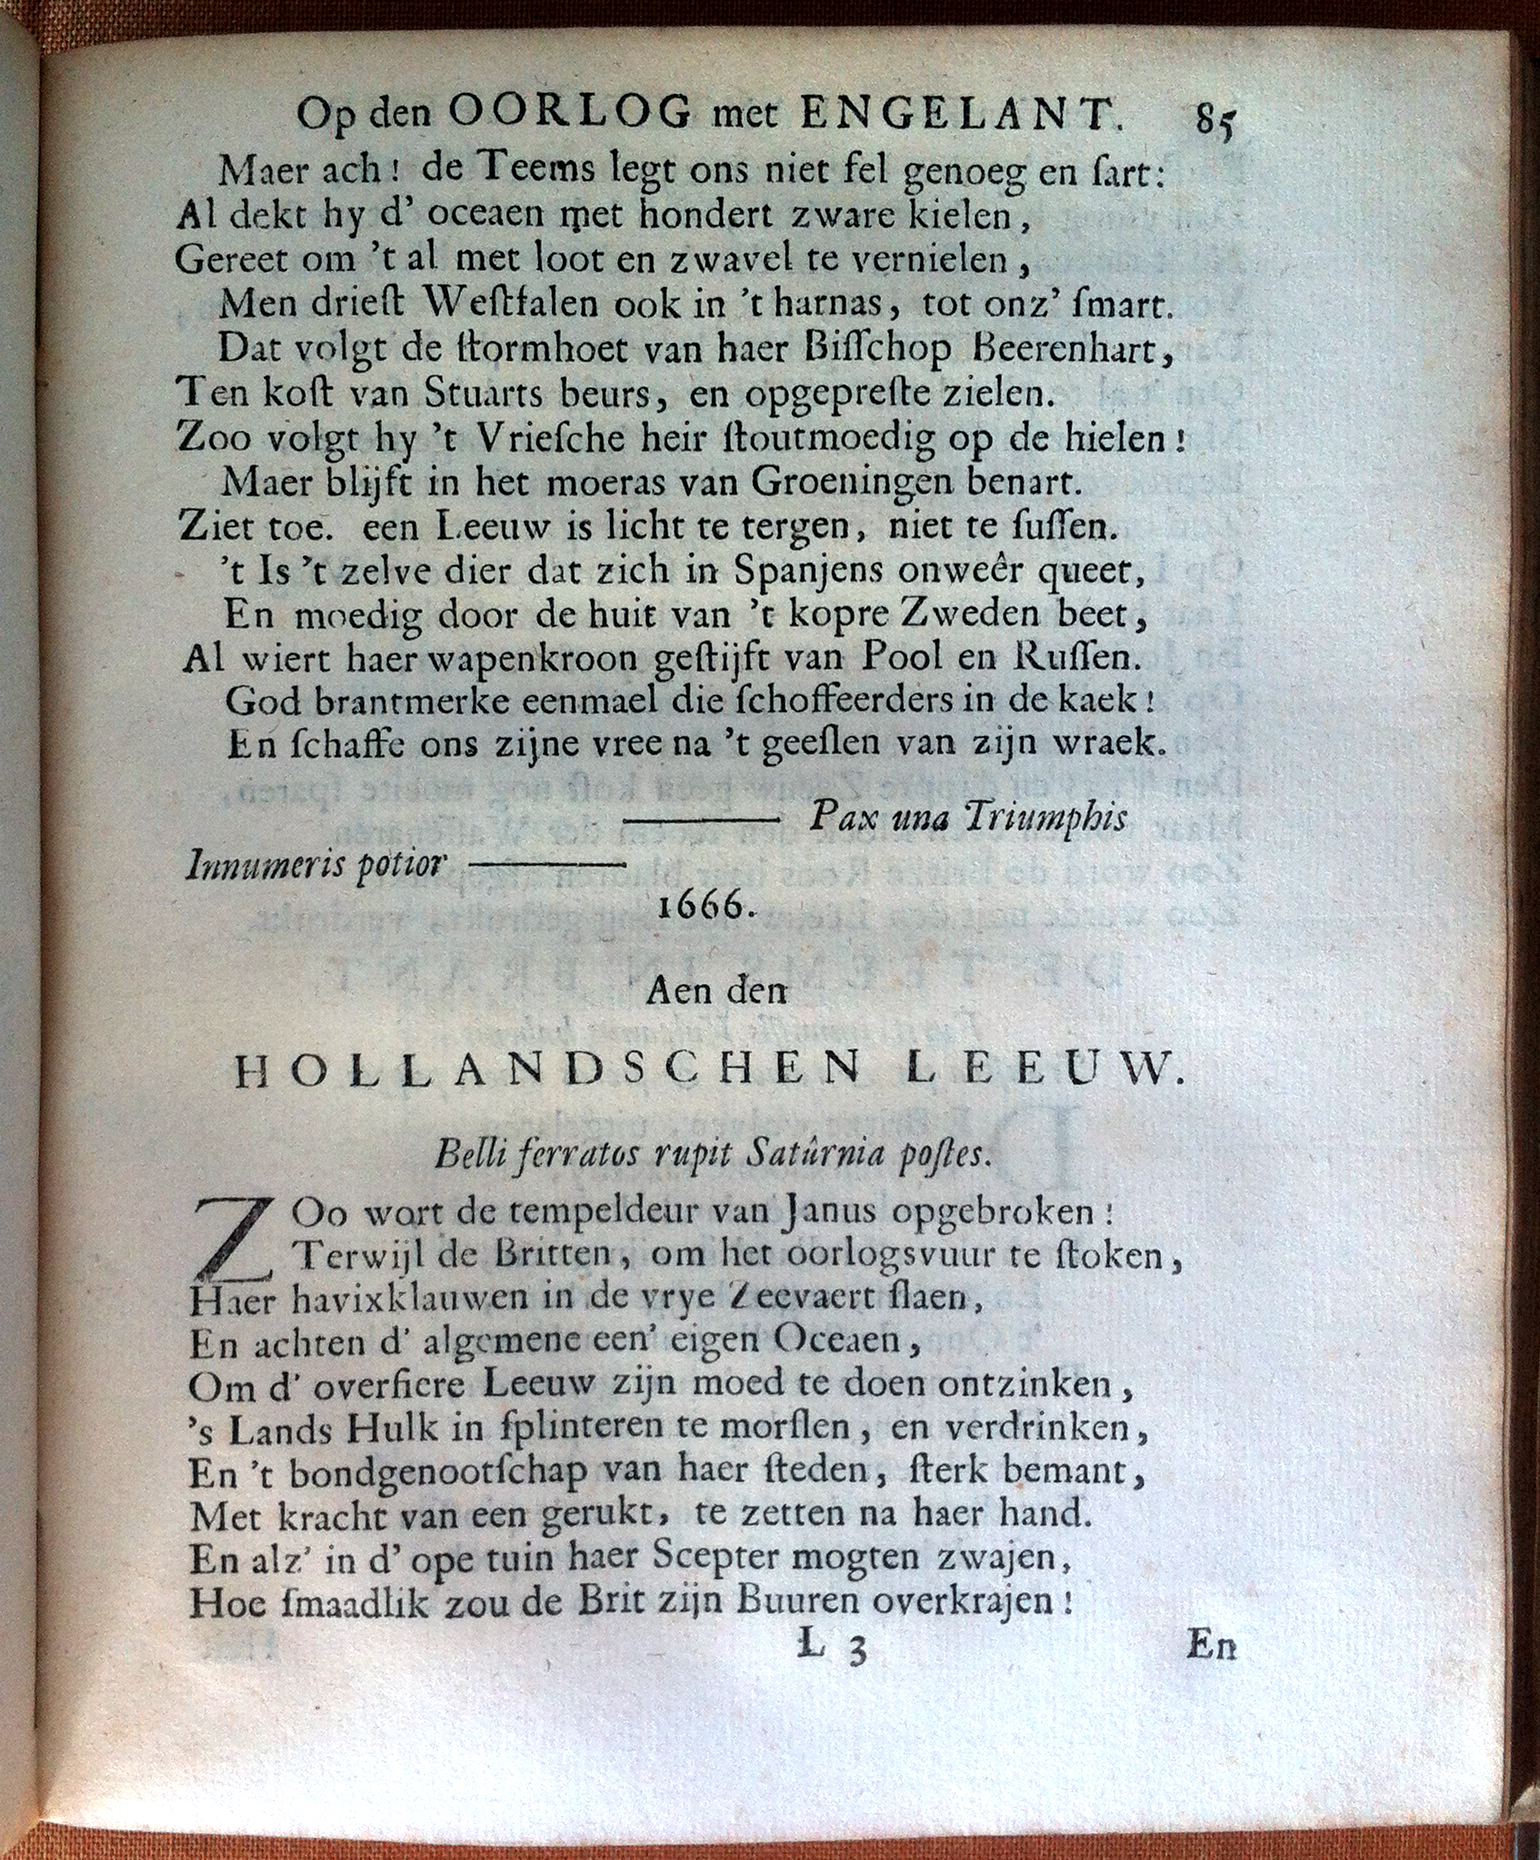 Op den OORLOG met ENGELANT. 85
Maer ach! de Teems legt ons niet fel genoeg en ſart:
Al dekt hy d' oceaen met hondert zware kielen,
Gereet om 't al met loot en zwavel te vernielen,
Men drieſt Weſtfalen ook in 't harnas, tot onz' ſmart.
Dat volgt de ſtormhoet van haer Biſſchop Beerenhart,
Ten koſt van Stuarts beurs, en opgepreſte zielen.
Zoo volgt hy 't Vrieſche heir ſtoutmoedig op de hielen!
Maer blijft in het moeras van Groeningen benart.
Ziet toe. een Leeuw is licht te tergen, niet te ſuſſen.
't Is 't zelve dier dat zich in Spanjens onweêr queet,
En moedig door de huit van 't kopre Zweden beet,
Al wiert haer wapenkroon geſtijft van Pool en Ruſſen.
God brantmerke eenmael die ſchoffeerders in de kaek!
En ſchaffe ons zijne vree na 't geeſlen van zijn wraek.
——— Pax una Triumphis
Innumeris potior ———
1666.
Aen den
HOLLANDSCHEN LEEUW.
Belli ferratos rupit Satûrnia poſtes.
ZOo wort de tempeldeur van Janus opgebroken!
Terwijl de Britten, om het oorlogsvuur te ſtoken,
Haer havixklauwen in de vrye Zeevaert ſlaen,
En achten d' algemene een' eigen Oceaen,
Om d' overfiere Leeuw zijn moed te doen ontzinken,
's Lands Hulk in ſplinteren te morſlen, en verdrinken,
En 't bondgenootſchap van haer ſteden, ſterk bemant,
Met kracht van een gerukt, te zetten na haer hand.
En alz' in d' ope tuin haer Scepter mogten zwajen,
Hoe ſmaadlik zou de Brit zijn Buuren overkrajen!
L 3 En